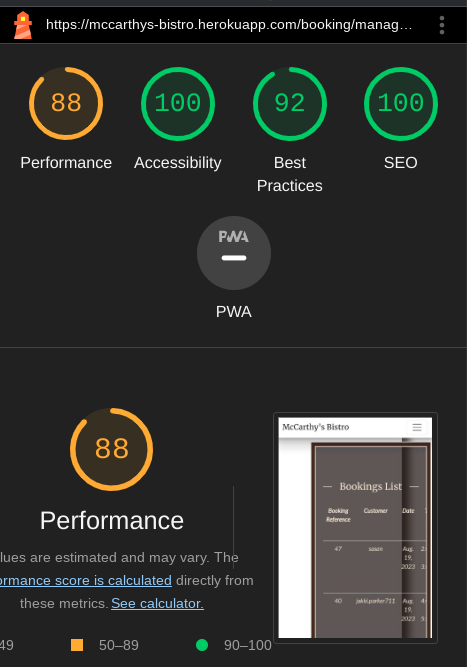 https://mccarthys-bistro.herokuapp.com/booking/manag...
88
100
92
100
Performance
Accessibility
Best
Practices
SEO
PWA
PWA
88
Performance
lues are estimated and may vary. The
ormance score is calculated directly from
these metrics. See calculator.
49
50–89
90–100
McCarthy's Bistro
Bookings List
Booking
Reference
Customer
Date
47
Aug.
19,
2023
40
jakki.parker711
Aug.
19,
2023